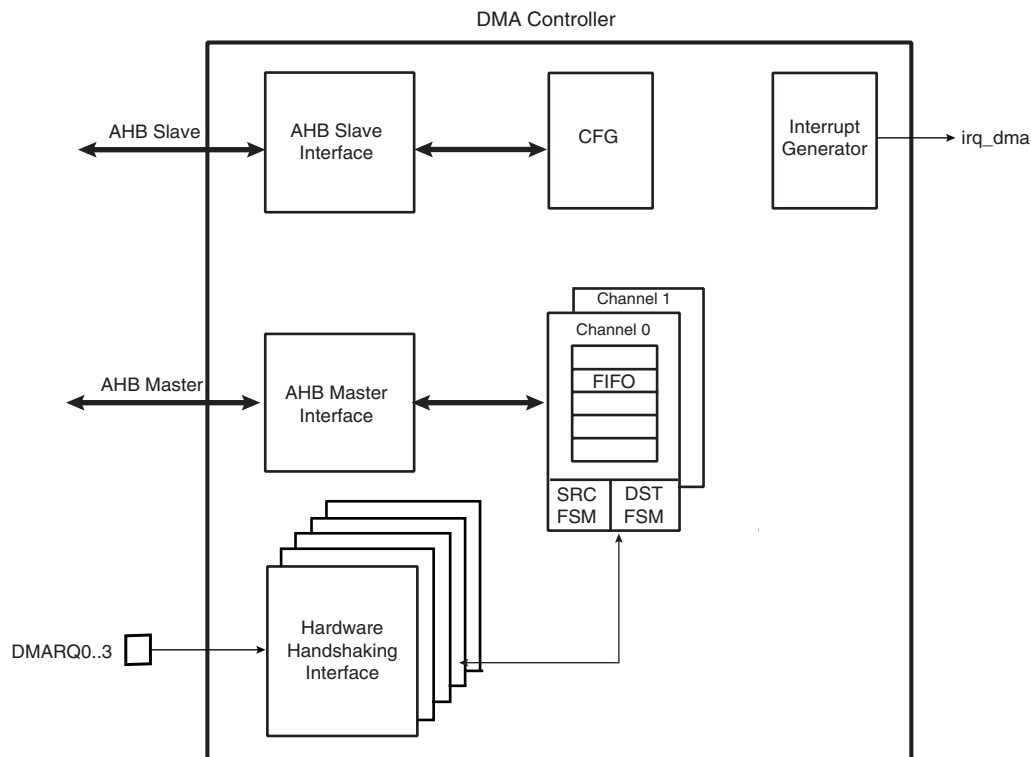 DMA Controller
AHB Slave
AHB Slave
Interface
CFG
Interrupt
Generator
irq_dma
Channel 1
Channel 0
FIFO
AHB Master
AHB Master
Interface
SRC
FSM
DST
FSM
DMARQ0..3
Hardware
Handshaking
Interface